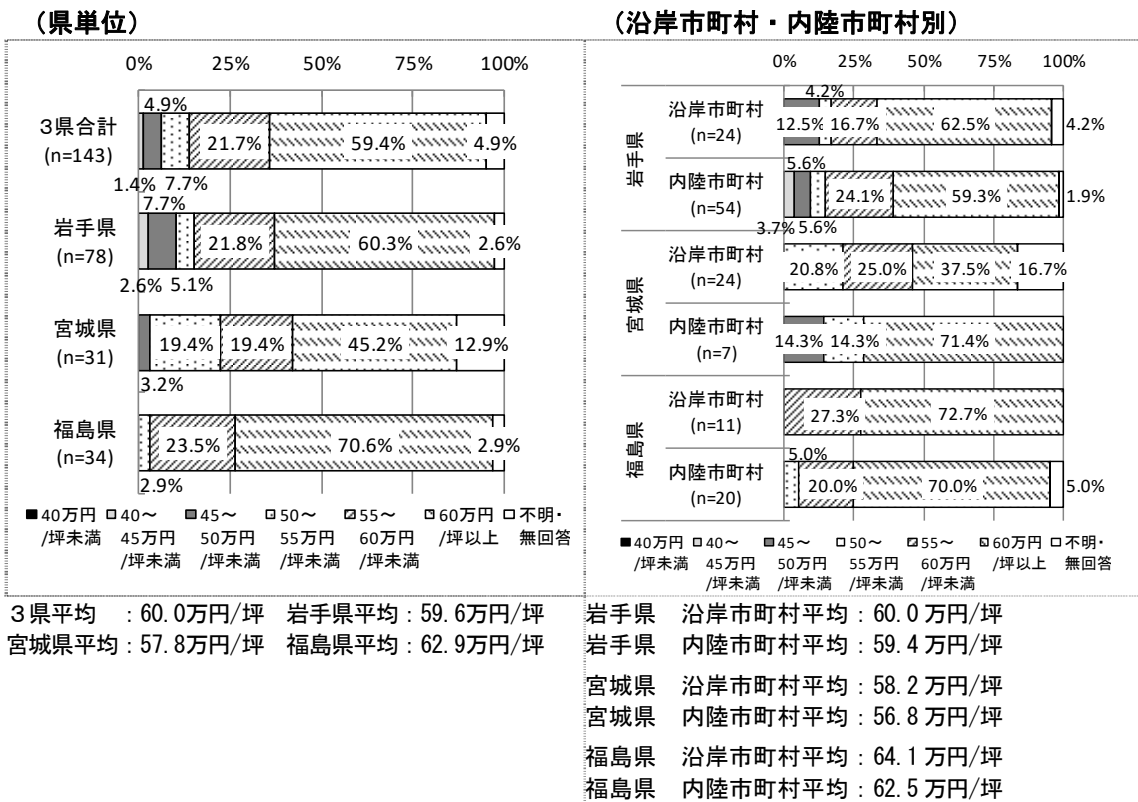 （県単位）
0% 25% 50% 75% 100%
4.9%
３県合計
(n=143)
21.7% 59.4% 4.9%
1.4% 7.7%
7.7%
岩手県
(n=78)
21.8% 60.3% 2.6%
2.6% 5.1%
宮城県
(n=31)
19.4% 19.4% 45.2% 12.9%
3.2%
福島県
(n=34)
23.5% 70.6% 2.9%
2.9%
■40万円 □40～ ■45～ □50～ □55～ □60万円 □不明・
/坪未満 45万円 50万円 55万円 60万円 /坪以上 無回答
/坪未満 /坪未満 /坪未満 /坪未満
３県平均　：60.0万円/坪　岩手県平均：59.6万円/坪
宮城県平均：57.8万円/坪　福島県平均：62.9万円/坪
（沿岸市町村・内陸市町村別）
0% 25% 50% 75% 100%
岩手県
4.2%
沿岸市町村
(n=24)
12.5% 16.7% 62.5% 4.2%
5.6%
内陸市町村
(n=54)
24.1% 59.3% 1.9%
3.7% 5.6%
宮城県
沿岸市町村
(n=24)
20.8% 25.0% 37.5% 16.7%
内陸市町村
(n=7)
14.3% 14.3% 71.4%
福島県
沿岸市町村
(n=11)
27.3% 72.7%
5.0%
内陸市町村
(n=20)
20.0% 70.0% 5.0%
■40万円 □40～ ■45～ □50～ □55～ □60万円 □不明・
/坪未満 45万円 50万円 55万円 60万円 /坪以上 無回答
/坪未満 /坪未満 /坪未満 /坪未満
岩手県　沿岸市町村平均：60.0万円/坪
岩手県　内陸市町村平均：59.4万円/坪
宮城県　沿岸市町村平均：58.2万円/坪
宮城県　内陸市町村平均：56.8万円/坪
福島県　沿岸市町村平均：64.1万円/坪
福島県　内陸市町村平均：62.5万円/坪